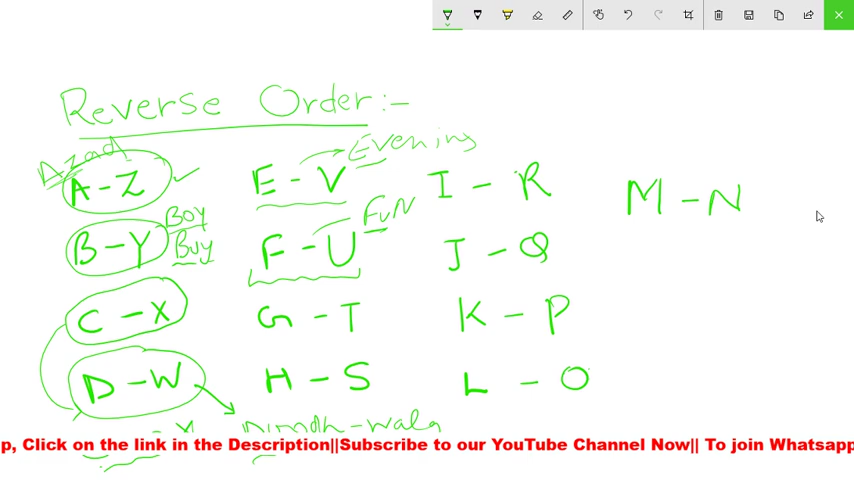 Reverse Order:-
Azad
A - Z
E - V
Evening
I - R
M - N
Boy
Buy
B - Y
F - U
FuN
J - Q
C - X
G - T
K - P
D - W
H - S
L - O
- wala
p, Click on the link in the Description||Subscribe to our YouTube Channel Now|| To join Whatsapp